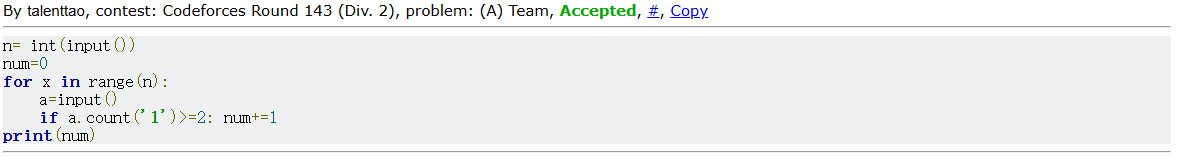 By talenttao, contest: Codeforces Round 143 (Div. 2), problem: (A) Team, Accepted, #, Copy
n= int(input())
num=0
for x in range(n):
    a=input()
    if a.count('1')>=2: num+=1
print(num)